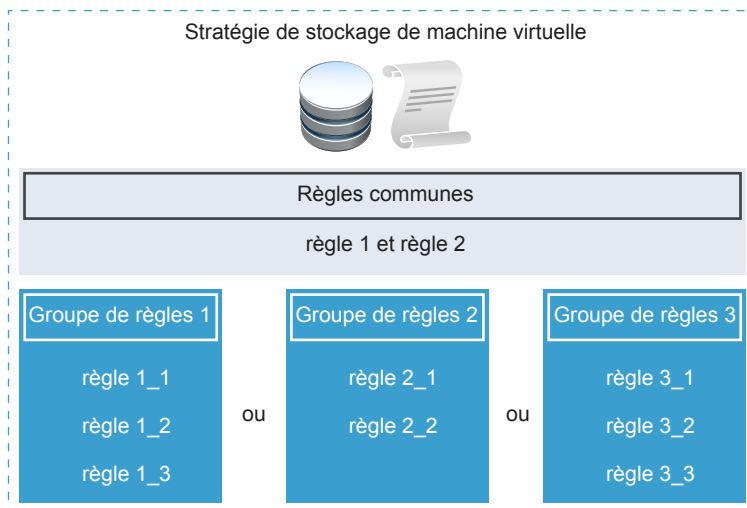 Stratégie de stockage de machine virtuelle
Règles communes
règle 1 et règle 2
Groupe de règles 1
règle 1_1
règle 1_2
règle 1_3
ou
Groupe de règles 2
règle 2_1
règle 2_2
ou
Groupe de règles 3
règle 3_1
règle 3_2
règle 3_3